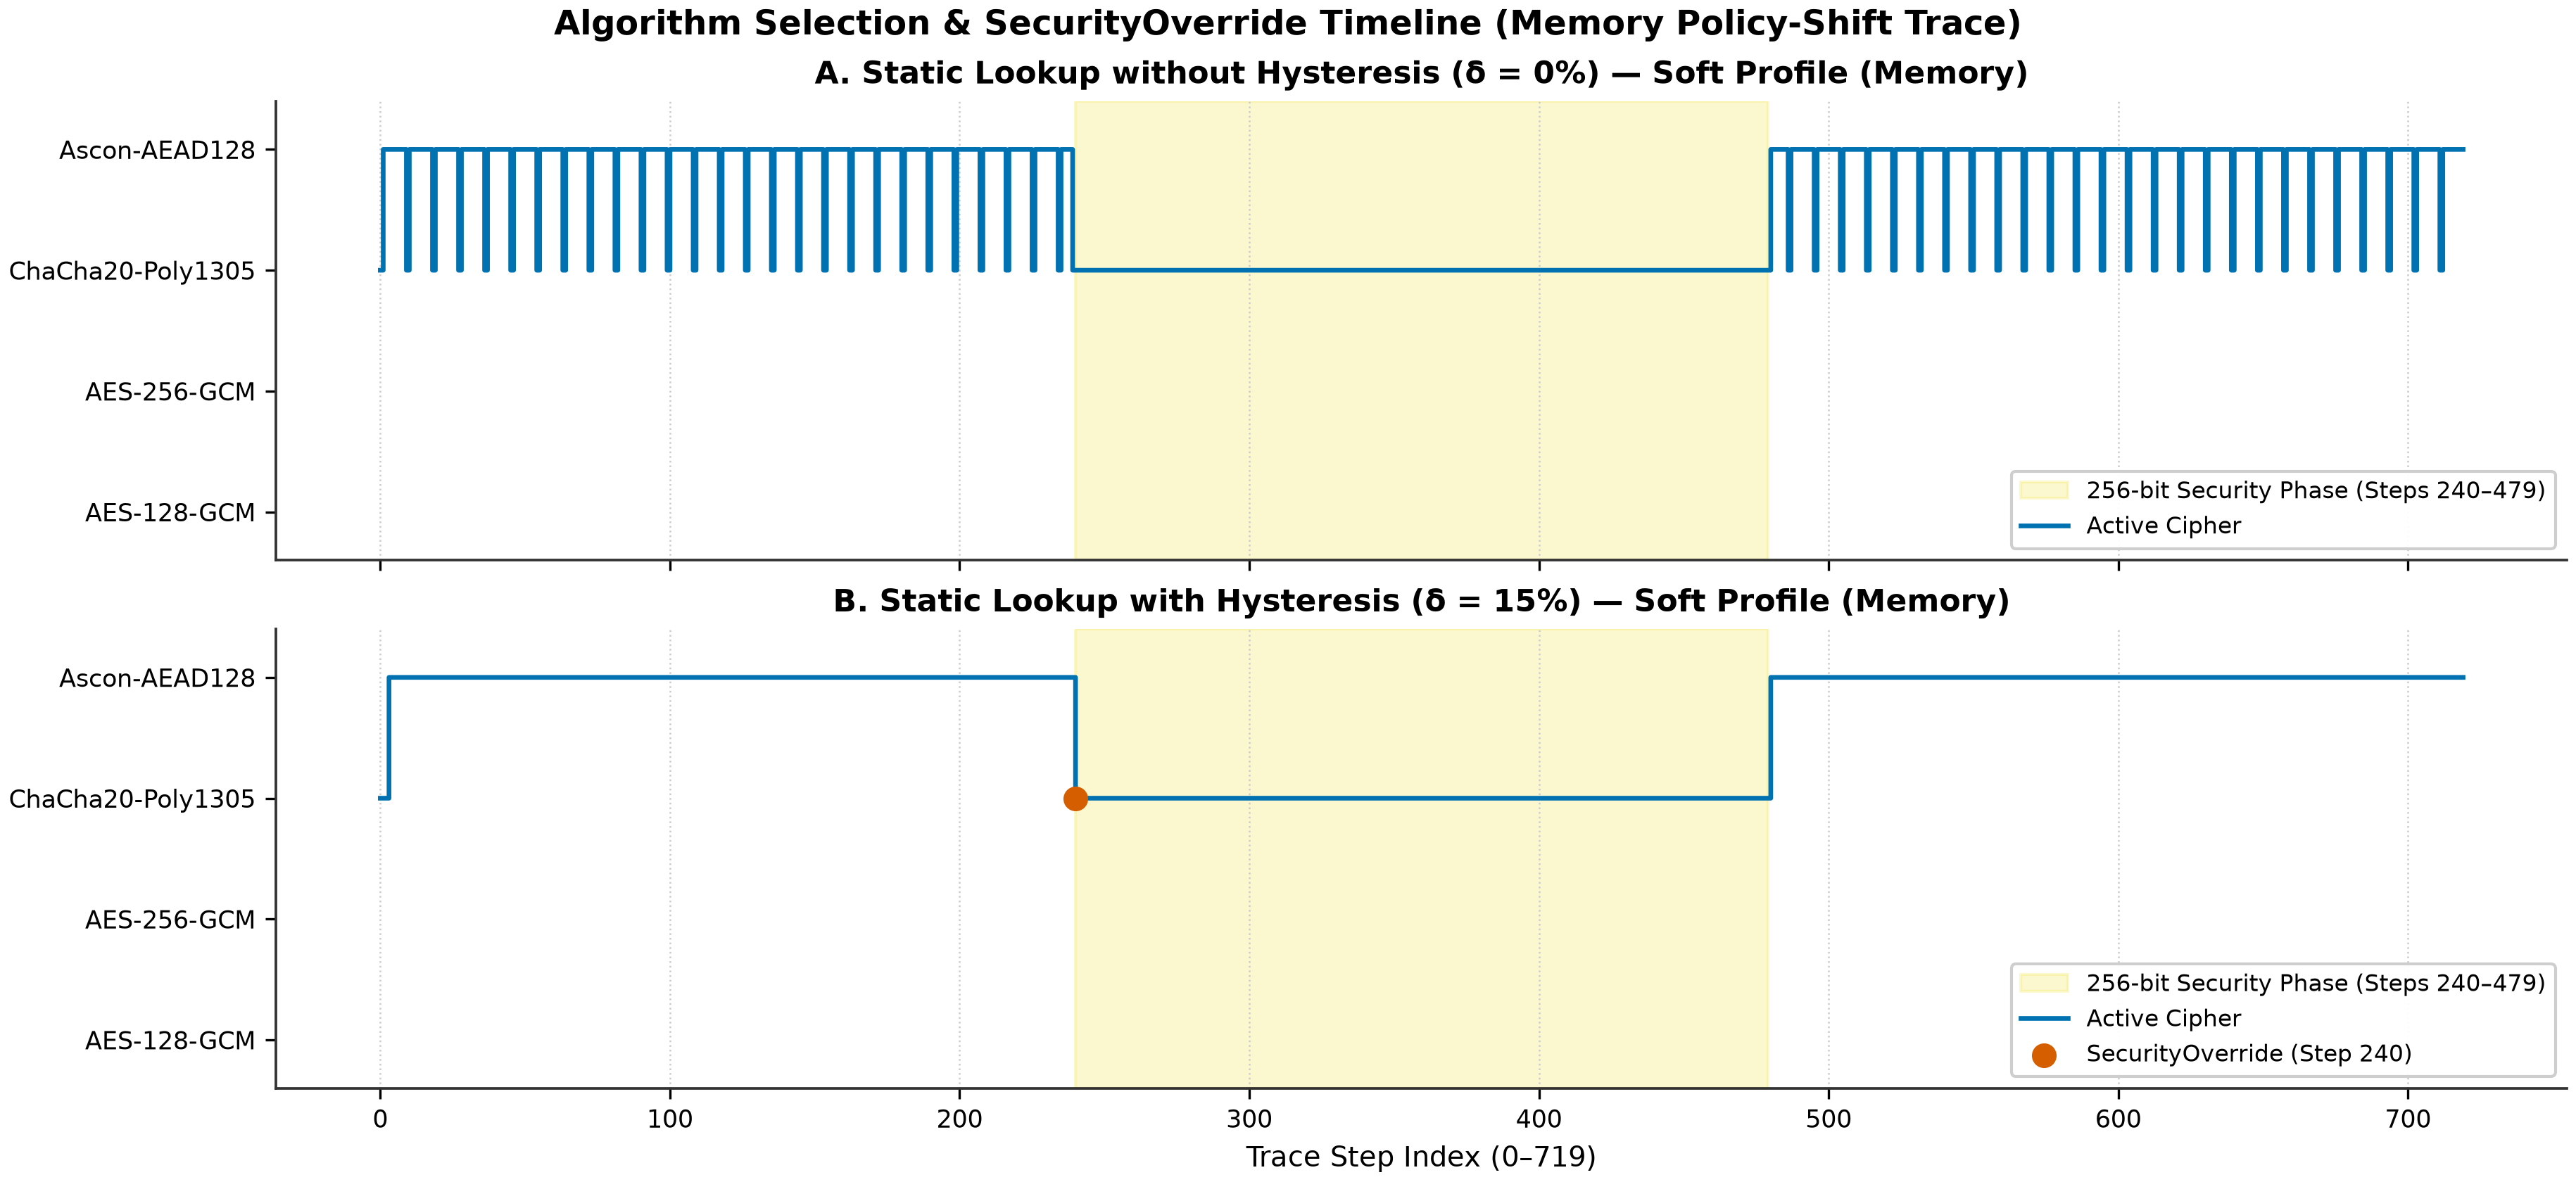 Algorithm Selection & SecurityOverride Timeline (Memory Policy-Shift Trace)
A. Static Lookup without Hysteresis (δ = 0%) — Soft Profile (Memory)
Ascon-AEAD128
ChaCha20-Poly1305
AES-256-GCM
AES-128-GCM
256-bit Security Phase (Steps 240–479)
Active Cipher
B. Static Lookup with Hysteresis (δ = 15%) — Soft Profile (Memory)
Ascon-AEAD128
ChaCha20-Poly1305
AES-256-GCM
AES-128-GCM
256-bit Security Phase (Steps 240–479)
Active Cipher
SecurityOverride (Step 240)
0 100 200 300 400 500 600 700
Trace Step Index (0–719)